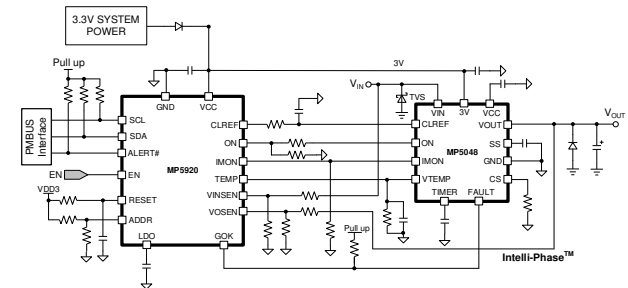 3.3V SYSTEM
POWER
3V
Pull up
V_IN
TVS
GND
VCC
VIN
3V
VCC
V_OUT
PMBUS
Interface
SCL
CLREF
CLREF
VOUT
SDA
ON
ON
SS
ALERT#
MP5920
IMON
IMON
MP5048
GND
EN
EN
TEMP
VTEMP
CS
VDD3
RESET
VINSEN
TIMER
FAULT
ADDR
VOSEN
LDO
GOK
Pull up
Intelli-Phase™